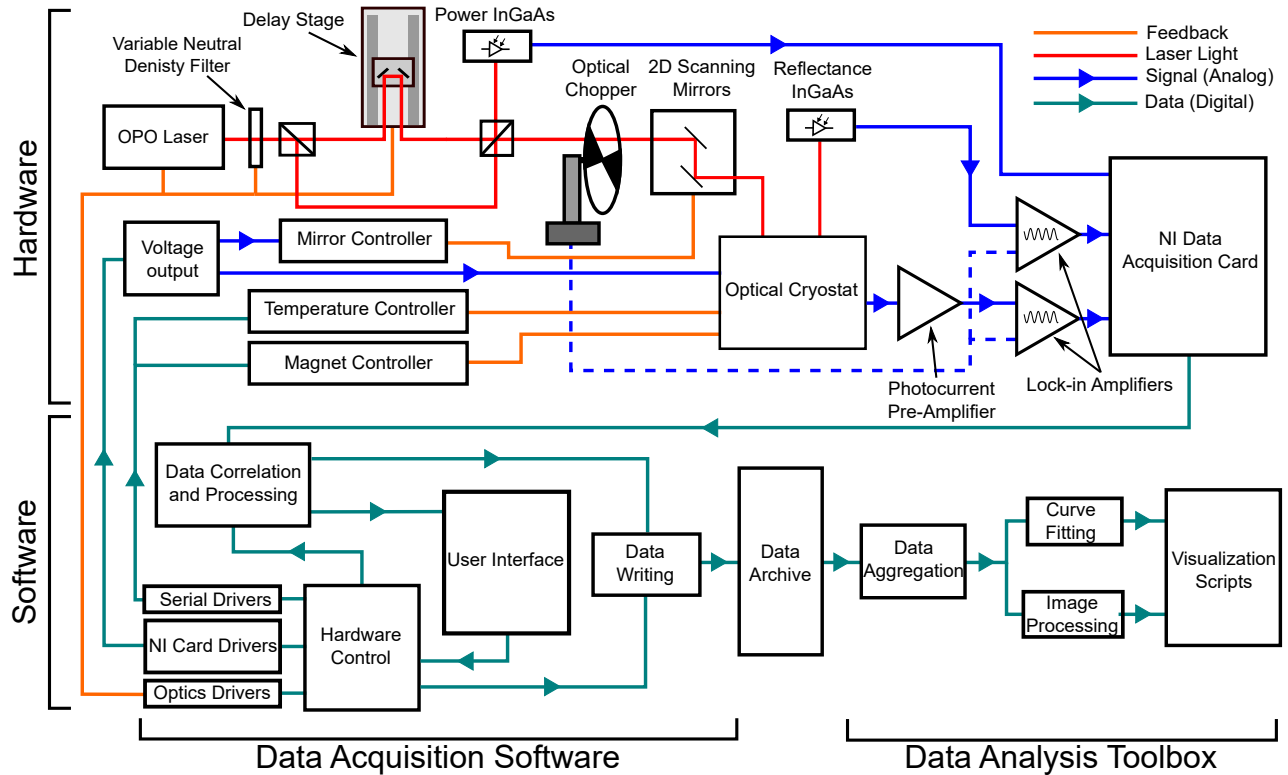 Hardware
Software
Variable Neutral
Denisty Filter
Delay Stage
Power InGaAs
Optical
Chopper
2D Scanning
Mirrors
Reflectance
InGaAs
Feedback
Laser Light
Signal (Analog)
Data (Digital)
OPO Laser
Voltage
output
Mirror Controller
Temperature Controller
Magnet Controller
Optical Cryostat
Photocurrent
Pre-Amplifier
Lock-in Amplifiers
NI Data
Acquisition Card
Data Correlation
and Processing
User Interface
Serial Drivers
NI Card Drivers
Optics Drivers
Hardware
Control
Data
Writing
Data
Archive
Data
Aggregation
Curve
Fitting
Image
Processing
Visualization
Scripts
Data Acquisition Software
Data Analysis Toolbox